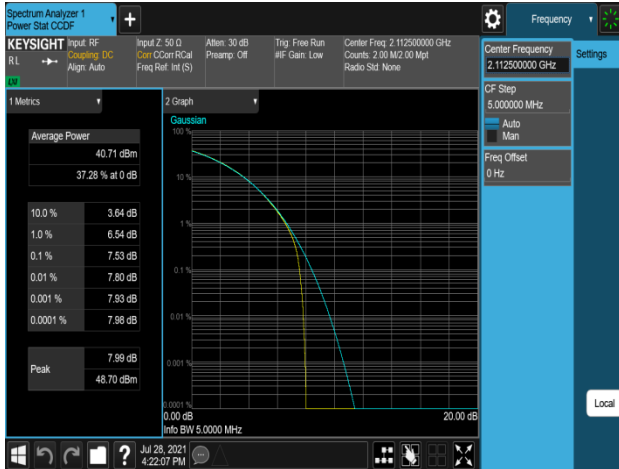 Spectrum Analyzer 1
Power Stat CCDF
+
Frequency
KEYSIGHT
RL
Input: RF
Coupling: DC
Align: Auto
Input Z: 50 Ω
Corr CCorr RCal
Freq Ref: Int (S)
Atten: 30 dB
Preamp: Off
Trig: Free Run
#IF Gain: Low
Center Freq: 2.112500000 GHz
Counts: 2.00 M/2.00 Mpt
Radio Std: None
Center Frequency
2.112500000 GHz
Settings
CF Step
5.000000 MHz
Auto
Man
Freq Offset
0 Hz
1 Metrics
Average Power
40.71 dBm
37.28 % at 0 dB
10.0 % 3.64 dB
1.0 % 6.54 dB
0.1 % 7.53 dB
0.01 % 7.80 dB
0.001 % 7.93 dB
0.0001 % 7.98 dB
Peak 7.99 dB
48.70 dBm
2 Graph
Gaussian
100 %
10 %
1 %
0.1 %
0.01 %
0.001 %
0.0001 %
0.00 dB 20.00 dB
Info BW 5.0000 MHz
Local
? Jul 28, 2021
4:22:07 PM